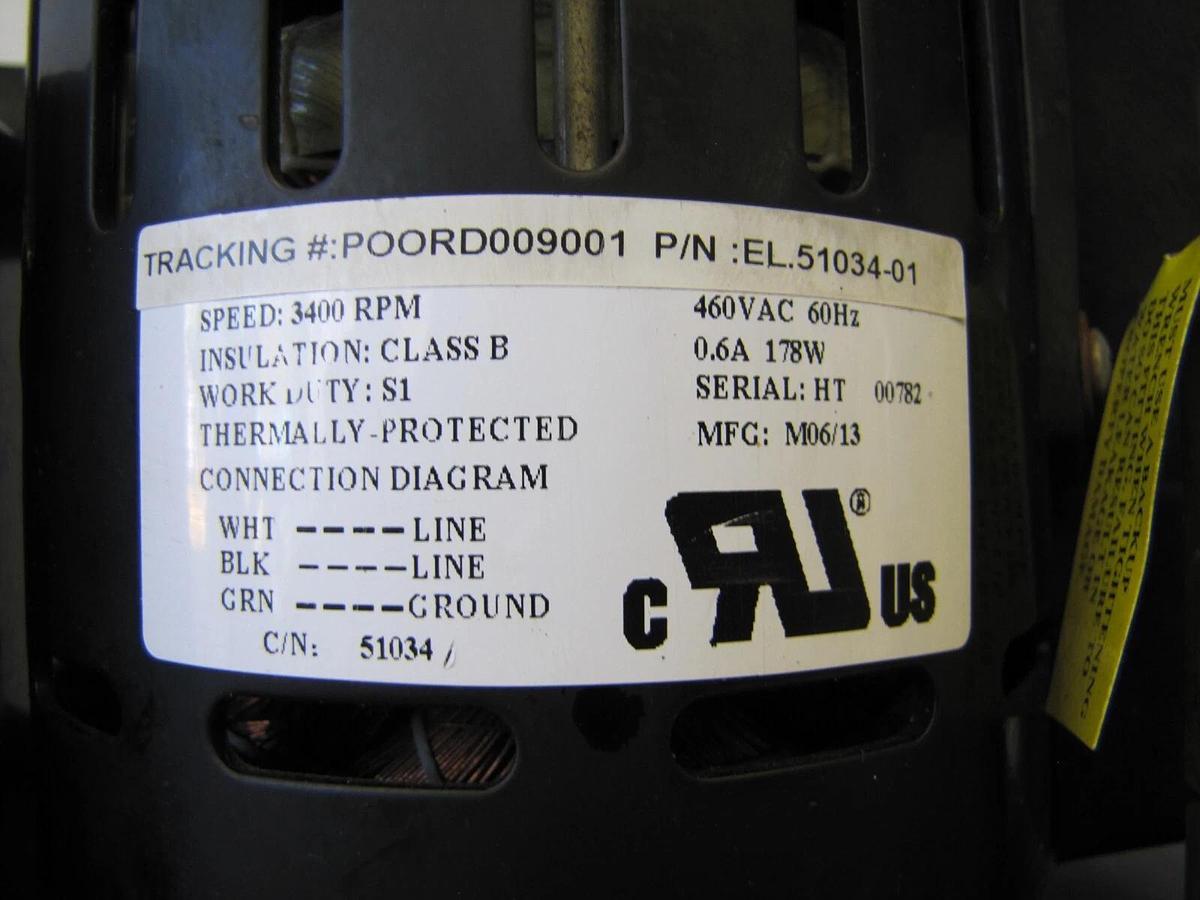 TRACKING #:POORD009001 P/N :EL.51034-01
SPEED: 3400 RPM 460VAC 60Hz
INSULATION: CLASS B 0.6A 178W
WORK DUTY: S1 SERIAL: HT 00782
THERMALLY-PROTECTED MFG: M06/13
CONNECTION DIAGRAM
WHT ----LINE
BLK ----LINE
GRN ----GROUND
C/N: 51034 /
c RU ® US